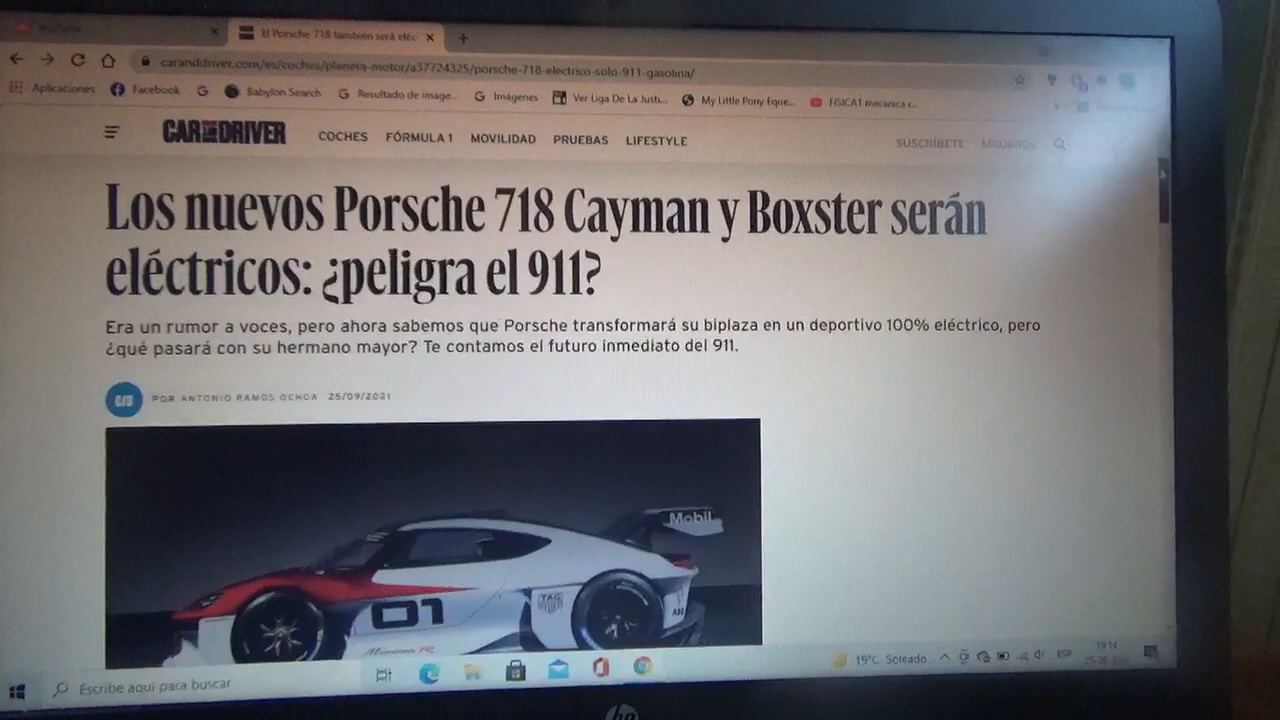 El Porsche 718 también será eléc
caranddriver.com/es/coches/planeta-motor/a37724325/porsche-718-electrico-solo-911-gasolina/
Aplicaciones Facebook Babylon Search Resultado de image... Imágenes Ver Liga De La Justi... My Little Pony Eque... FISICA1 mecanica c...
CAR AND DRIVER COCHES FÓRMULA 1 MOVILIDAD PRUEBAS LIFESTYLE SUSCRÍBETE
Los nuevos Porsche 718 Cayman y Boxster serán
eléctricos: ¿peligra el 911?
Era un rumor a voces, pero ahora sabemos que Porsche transformará su biplaza en un deportivo 100% eléctrico, pero
¿qué pasará con su hermano mayor? Te contamos el futuro inmediato del 911.
C/D POR ANTONIO RAMOS OCHOA 25/09/2021
Mobil
TAG
01
Mission R
Escribe aquí para buscar
19°C Soleado ESP
hp